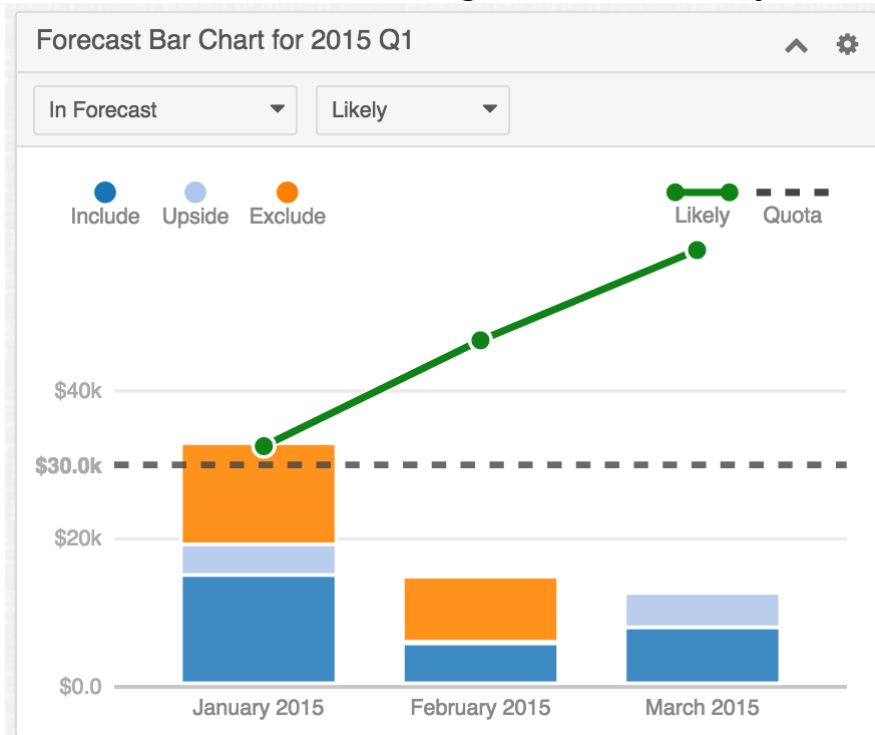 Forecast Bar Chart for 2015 Q1
In Forecast
Likely
Include
Upside
Exclude
Likely
Quota
$40k
$30.0k
$20k
$0.0
January 2015
February 2015
March 2015